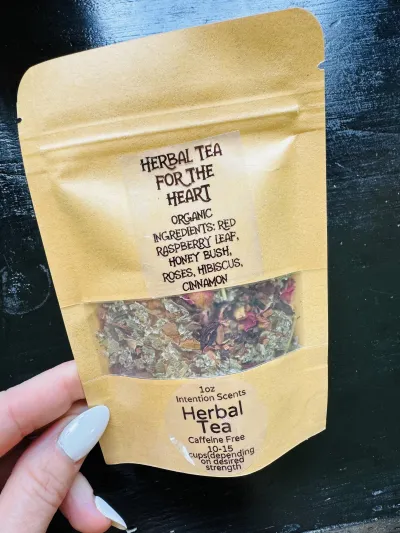 HERBAL TEA
FOR THE
HEART
ORGANIC
INGREDIENTS: RED
RASPBERRY LEAF,
HONEY BUSH,
ROSES, HIBISCUS,
CINNAMON
1oz
Intention Scents
Herbal
Tea
Caffeine Free
10-15
cups(depending
on desired
strength